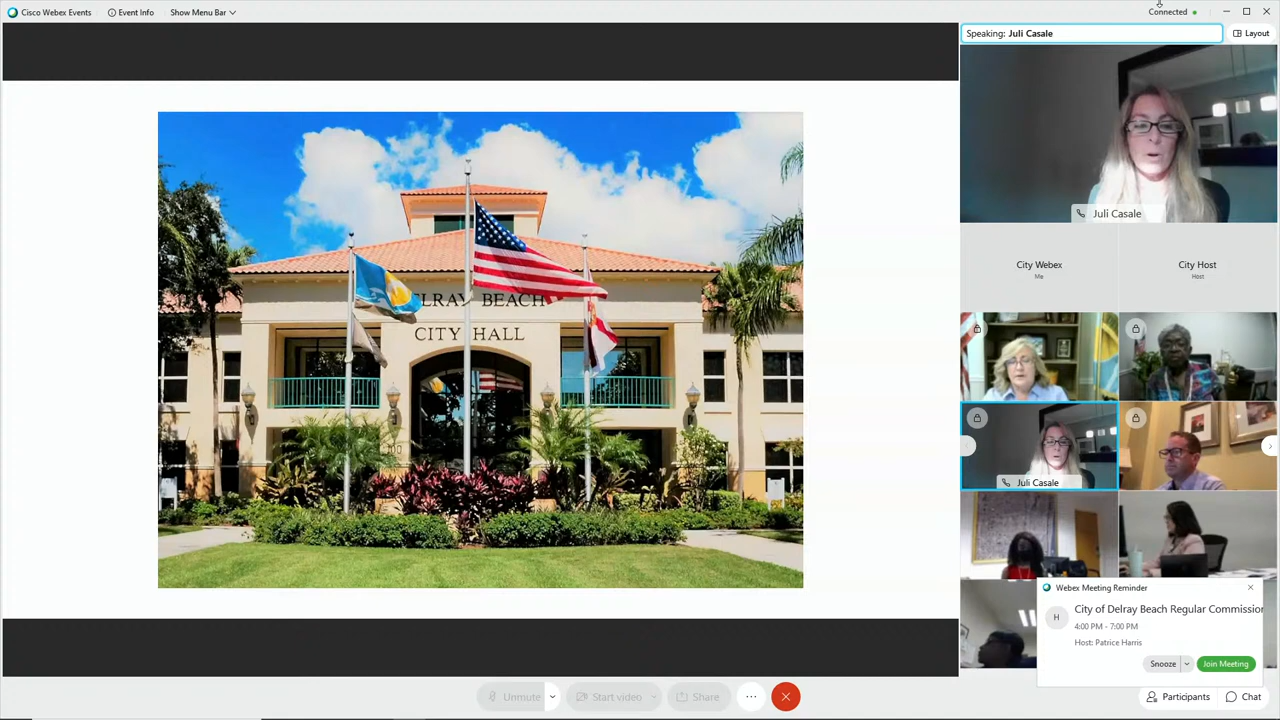 Cisco Webex Events
Event Info
Show Menu Bar
Connected
Speaking: Juli Casale
Layout
Juli Casale
City Webex
Me
City Host
Host
ELRAY BEACH
CITY HALL
Juli Casale
Webex Meeting Reminder
H
City of Delray Beach Regular Commission
4:00 PM - 7:00 PM
Host: Patrice Harris
Snooze
Join Meeting
Unmute
Start video
Share
Participants
Chat